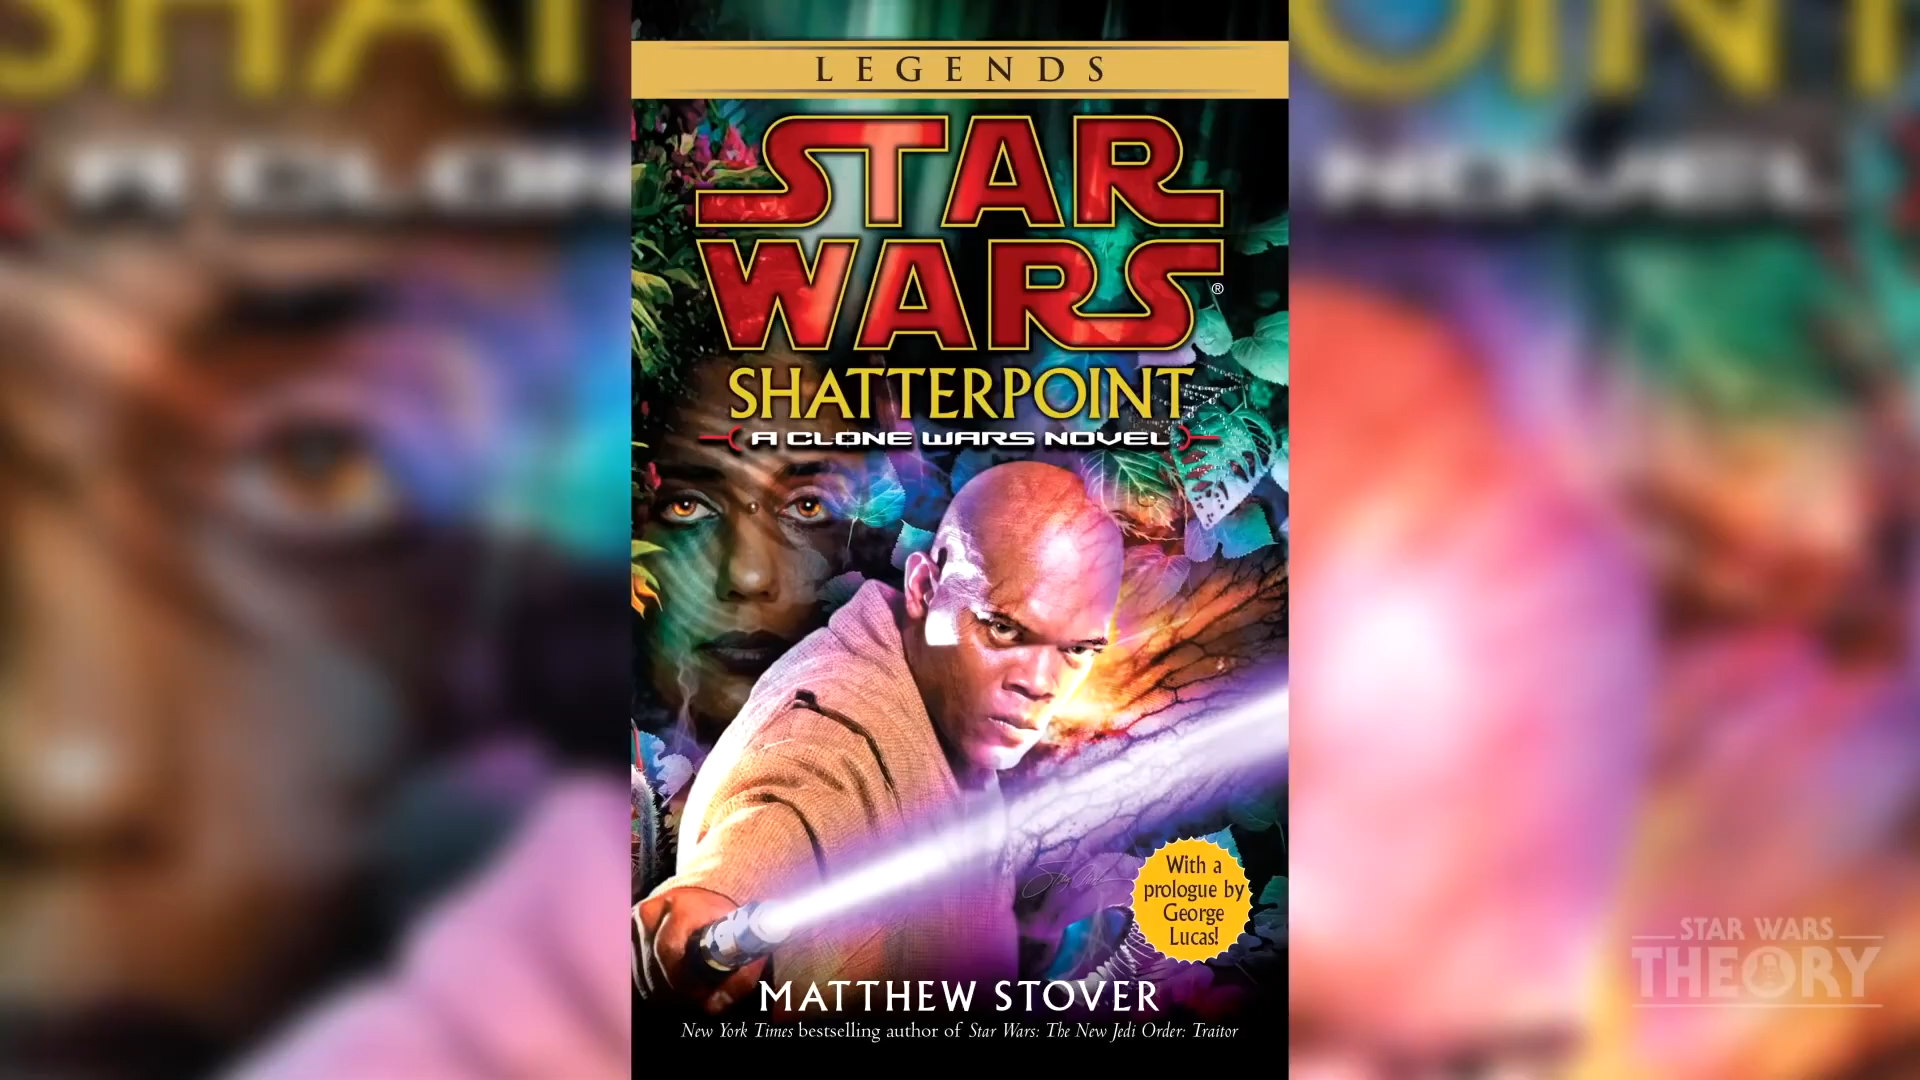 LEGENDS
STAR
WARS
®
SHATTERPOINT
A CLONE WARS NOVEL
With a
prologue by
George
Lucas!
MATTHEW STOVER
New York Times bestselling author of Star Wars: The New Jedi Order: Traitor
STAR WARS
THEORY